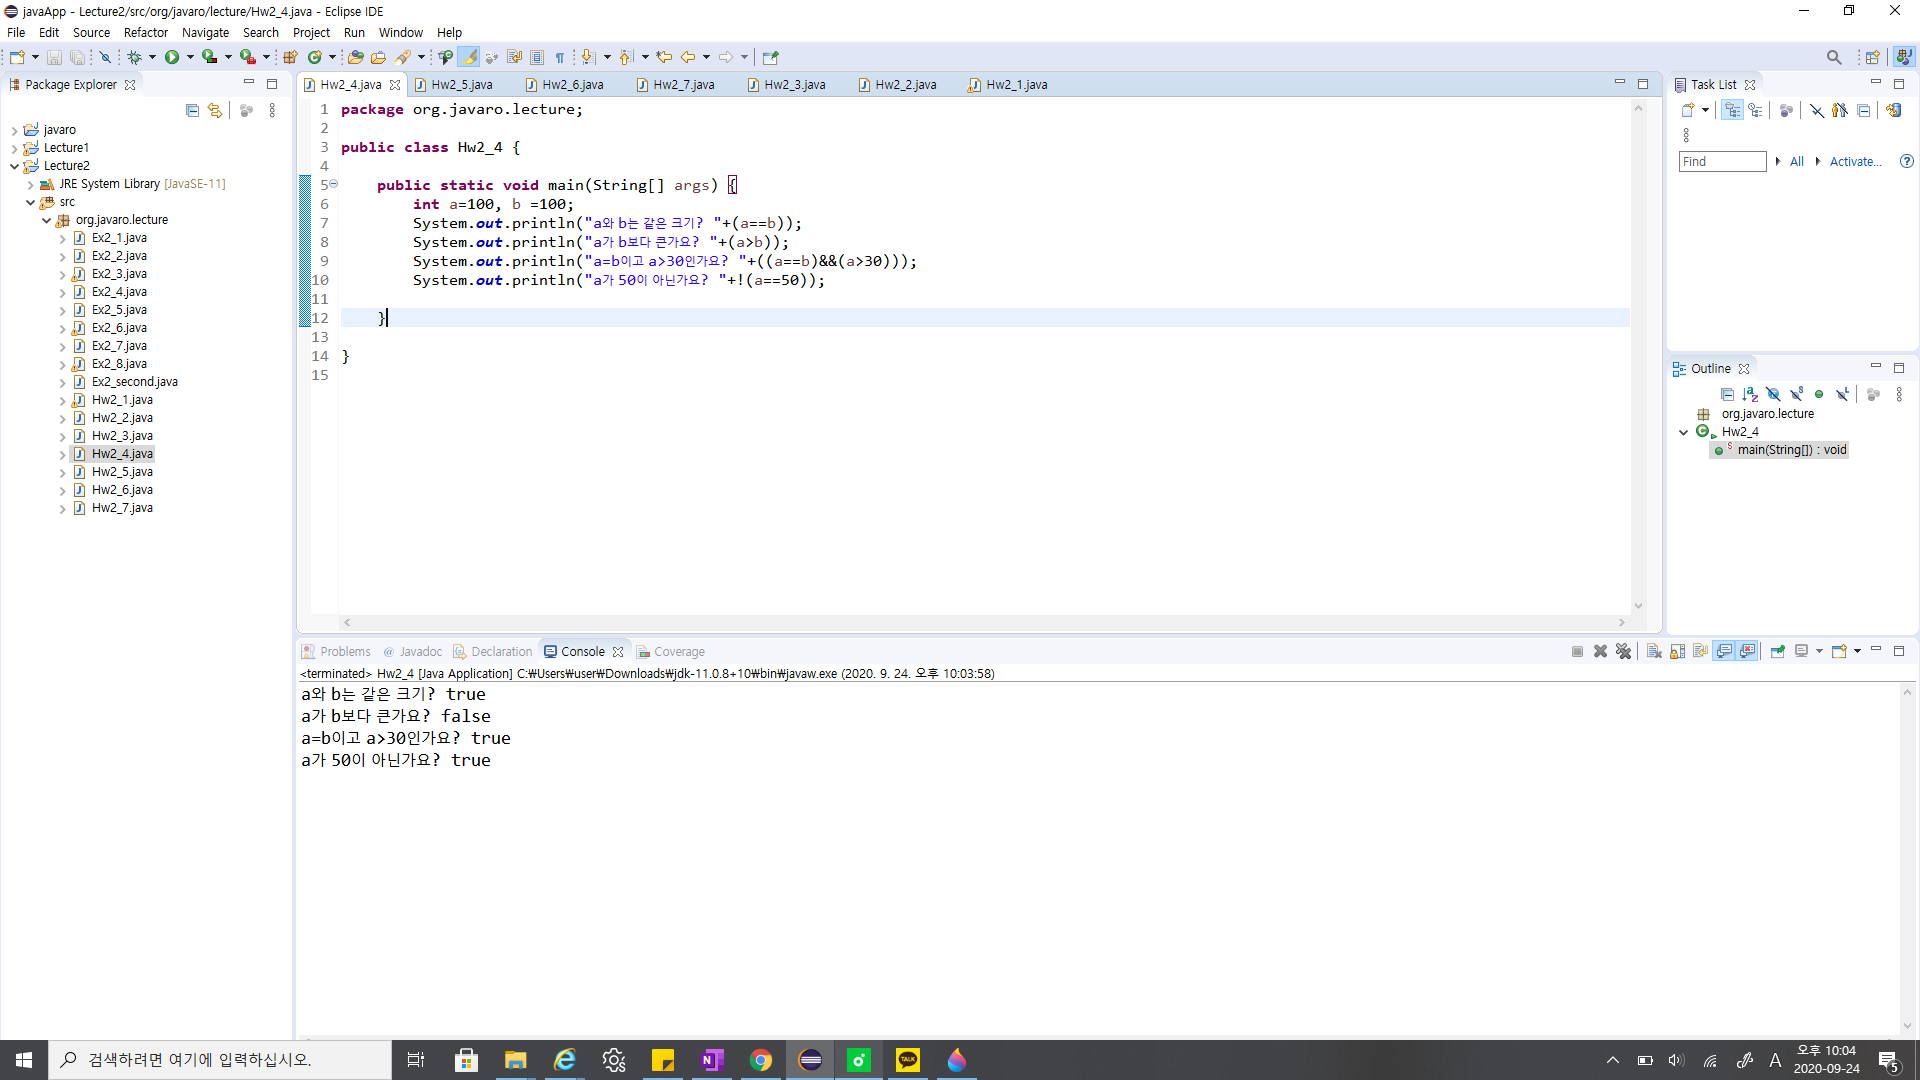 javaApp - Lecture2/src/org/javaro/lecture/Hw2_4.java - Eclipse IDE
File Edit Source Refactor Navigate Search Project Run Window Help
Package Explorer
javaro
Lecture1
Lecture2
JRE System Library [JavaSE-11]
src
org.javaro.lecture
Ex2_1.java
Ex2_2.java
Ex2_3.java
Ex2_4.java
Ex2_5.java
Ex2_6.java
Ex2_7.java
Ex2_8.java
Ex2_second.java
Hw2_1.java
Hw2_2.java
Hw2_3.java
Hw2_4.java
Hw2_5.java
Hw2_6.java
Hw2_7.java
Hw2_4.java Hw2_5.java Hw2_6.java Hw2_7.java Hw2_3.java Hw2_2.java Hw2_1.java
1 package org.javaro.lecture;
2
3 public class Hw2_4 {
4
5 public static void main(String[] args) {
6 int a=100, b =100;
7 System.out.println("a와 b는 같은 크기? "+(a==b));
8 System.out.println("a가 b보다 큰가요? "+(a>b));
9 System.out.println("a=b이고 a>30인가요? "+((a==b)&&(a>30)));
10 System.out.println("a가 50이 아닌가요? "+!(a==50));
11
12 }
13
14 }
15
Task List
Find All Activate...
Outline
org.javaro.lecture
Hw2_4
main(String[]) : void
Problems Javadoc Declaration Console Coverage
<terminated> Hw2_4 [Java Application] C:₩Users₩user₩Downloads₩jdk-11.0.8+10₩bin₩javaw.exe (2020. 9. 24. 오후 10:03:58)
a와 b는 같은 크기? true
a가 b보다 큰가요? false
a=b이고 a>30인가요? true
a가 50이 아닌가요? true
검색하려면 여기에 입력하십시오.
TALK
A
오후 10:04
2020-09-24
5